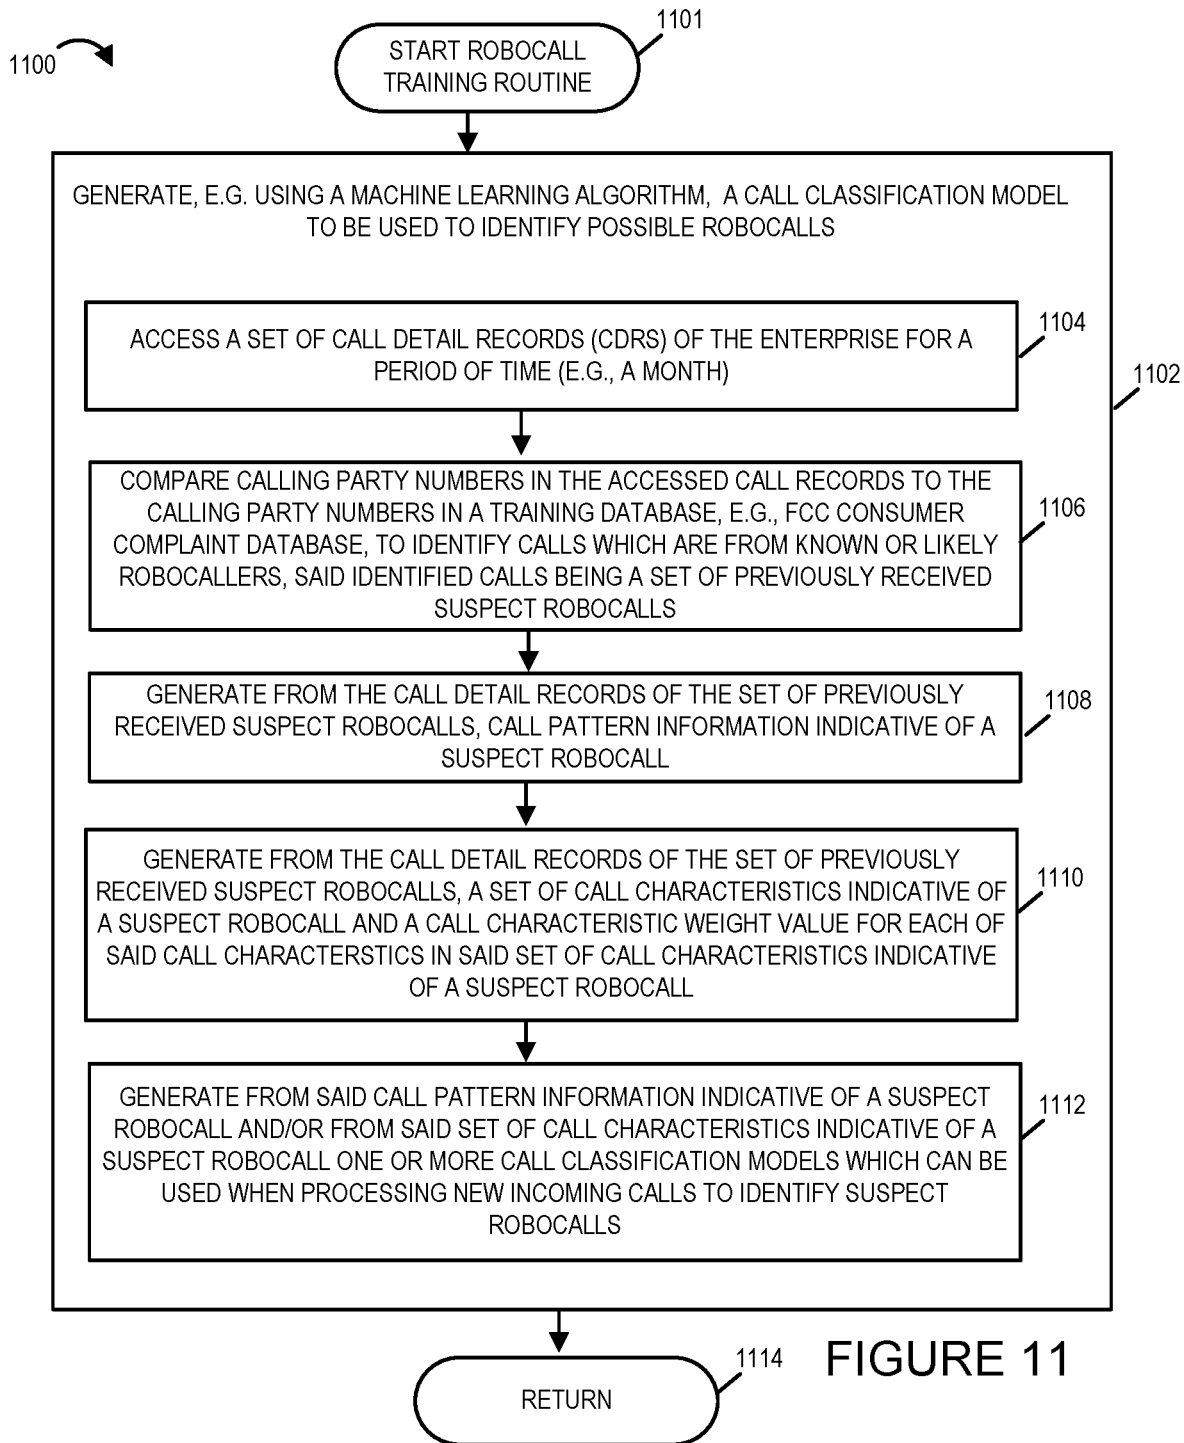 1100
1101
START ROBOCALL
TRAINING ROUTINE
GENERATE, E.G. USING A MACHINE LEARNING ALGORITHM, A CALL CLASSIFICATION MODEL
TO BE USED TO IDENTIFY POSSIBLE ROBOCALLS
1102
1104
ACCESS A SET OF CALL DETAIL RECORDS (CDRS) OF THE ENTERPRISE FOR A
PERIOD OF TIME (E.G., A MONTH)
1106
COMPARE CALLING PARTY NUMBERS IN THE ACCESSED CALL RECORDS TO THE
CALLING PARTY NUMBERS IN A TRAINING DATABASE, E.G., FCC CONSUMER
COMPLAINT DATABASE, TO IDENTIFY CALLS WHICH ARE FROM KNOWN OR LIKELY
ROBOCALLERS, SAID IDENTIFIED CALLS BEING A SET OF PREVIOUSLY RECEIVED
SUSPECT ROBOCALLS
1108
GENERATE FROM THE CALL DETAIL RECORDS OF THE SET OF PREVIOUSLY
RECEIVED SUSPECT ROBOCALLS, CALL PATTERN INFORMATION INDICATIVE OF A
SUSPECT ROBOCALL
1110
GENERATE FROM THE CALL DETAIL RECORDS OF THE SET OF PREVIOUSLY
RECEIVED SUSPECT ROBOCALLS, A SET OF CALL CHARACTERISTICS INDICATIVE OF
A SUSPECT ROBOCALL AND A CALL CHARACTERISTIC WEIGHT VALUE FOR EACH OF
SAID CALL CHARACTERSTICS IN SAID SET OF CALL CHARACTERISTICS INDICATIVE
OF A SUSPECT ROBOCALL
1112
GENERATE FROM SAID CALL PATTERN INFORMATION INDICATIVE OF A SUSPECT
ROBOCALL AND/OR FROM SAID SET OF CALL CHARACTERISTICS INDICATIVE OF A
SUSPECT ROBOCALL ONE OR MORE CALL CLASSIFICATION MODELS WHICH CAN BE
USED WHEN PROCESSING NEW INCOMING CALLS TO IDENTIFY SUSPECT
ROBOCALLS
1114
RETURN
FIGURE 11